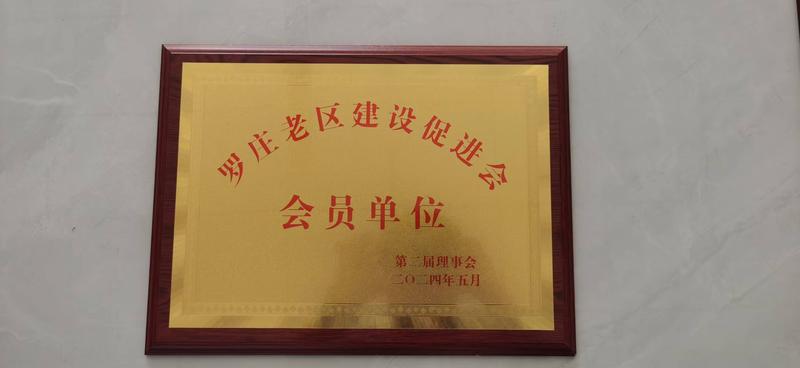 罗庄老区建设促进会
会员单位
第二届理事会
二〇二四年五月